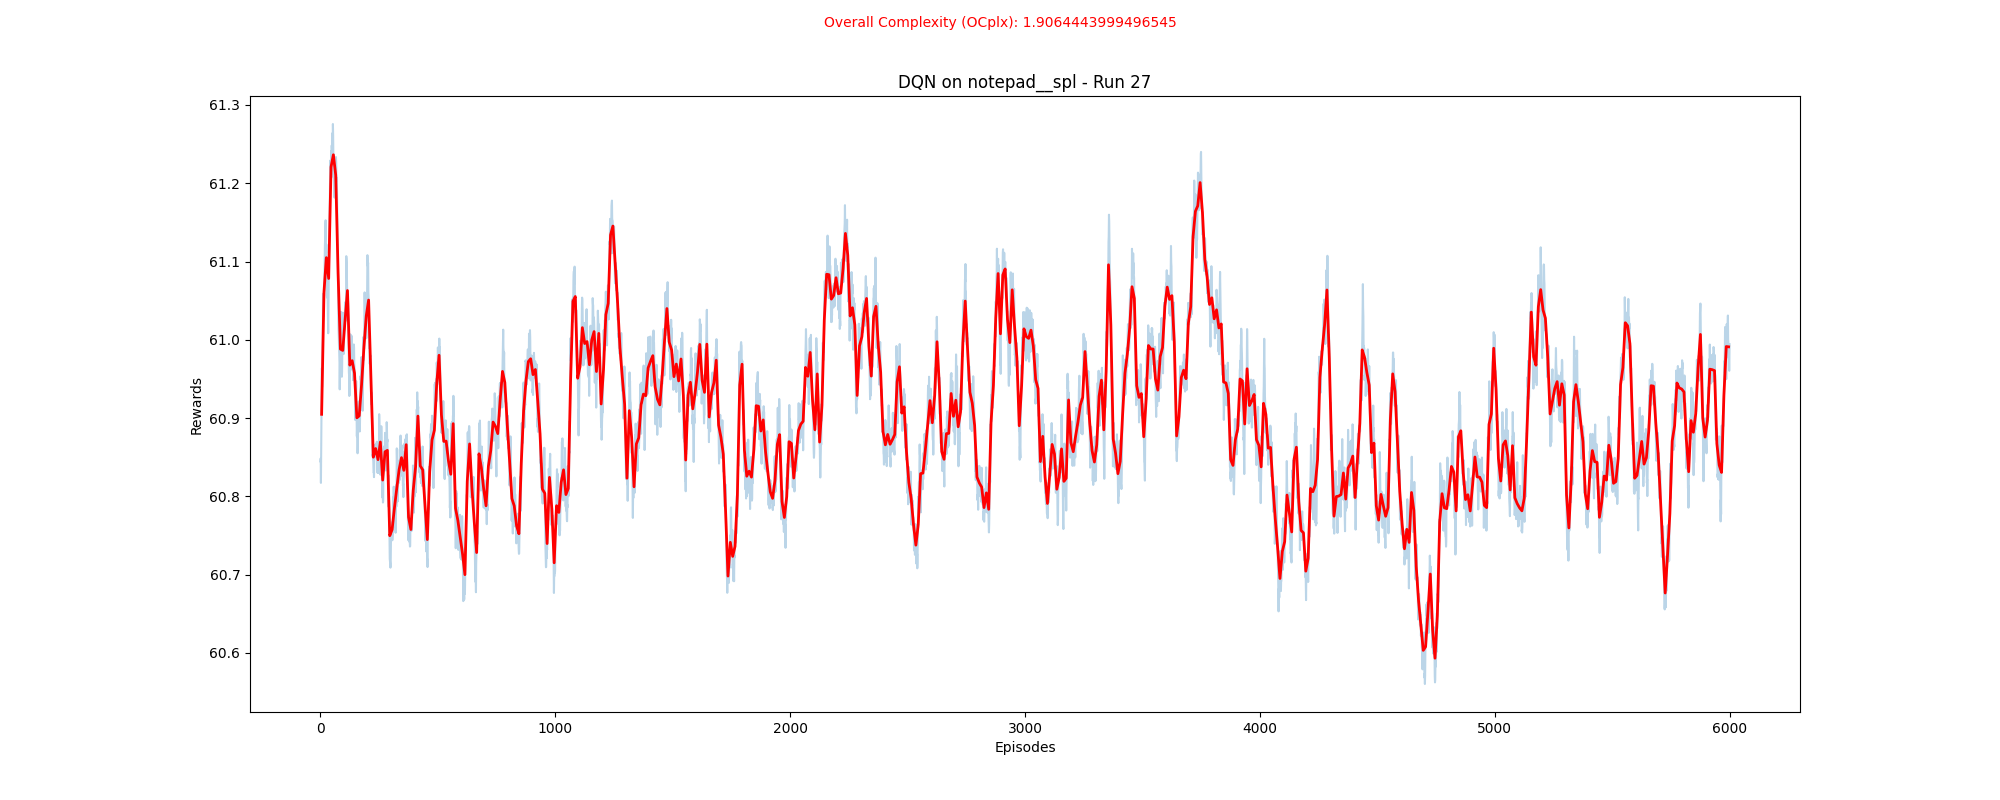 Overall Complexity (OCplx): 1.9064443999496545
DQN on notepad__spl - Run 27
61.3
61.2
61.1
61.0
60.9
60.8
60.7
60.6
Rewards
0 1000 2000 3000 4000 5000 6000
Episodes